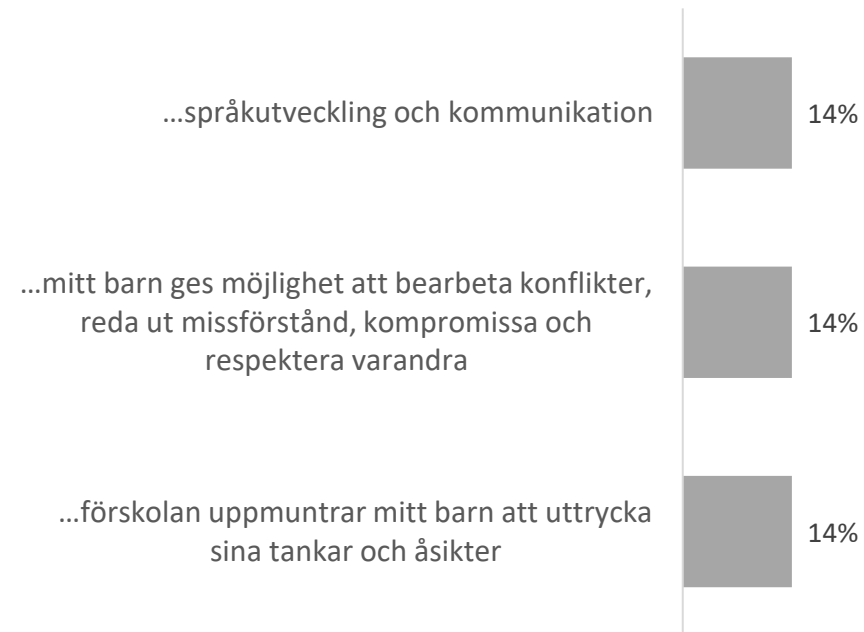 ...språkutveckling och kommunikation
14%
...mitt barn ges möjlighet att bearbeta konflikter,
reda ut missförstånd, kompromissa och
respektera varandra
14%
...förskolan uppmuntrar mitt barn att uttrycka
sina tankar och åsikter
14%